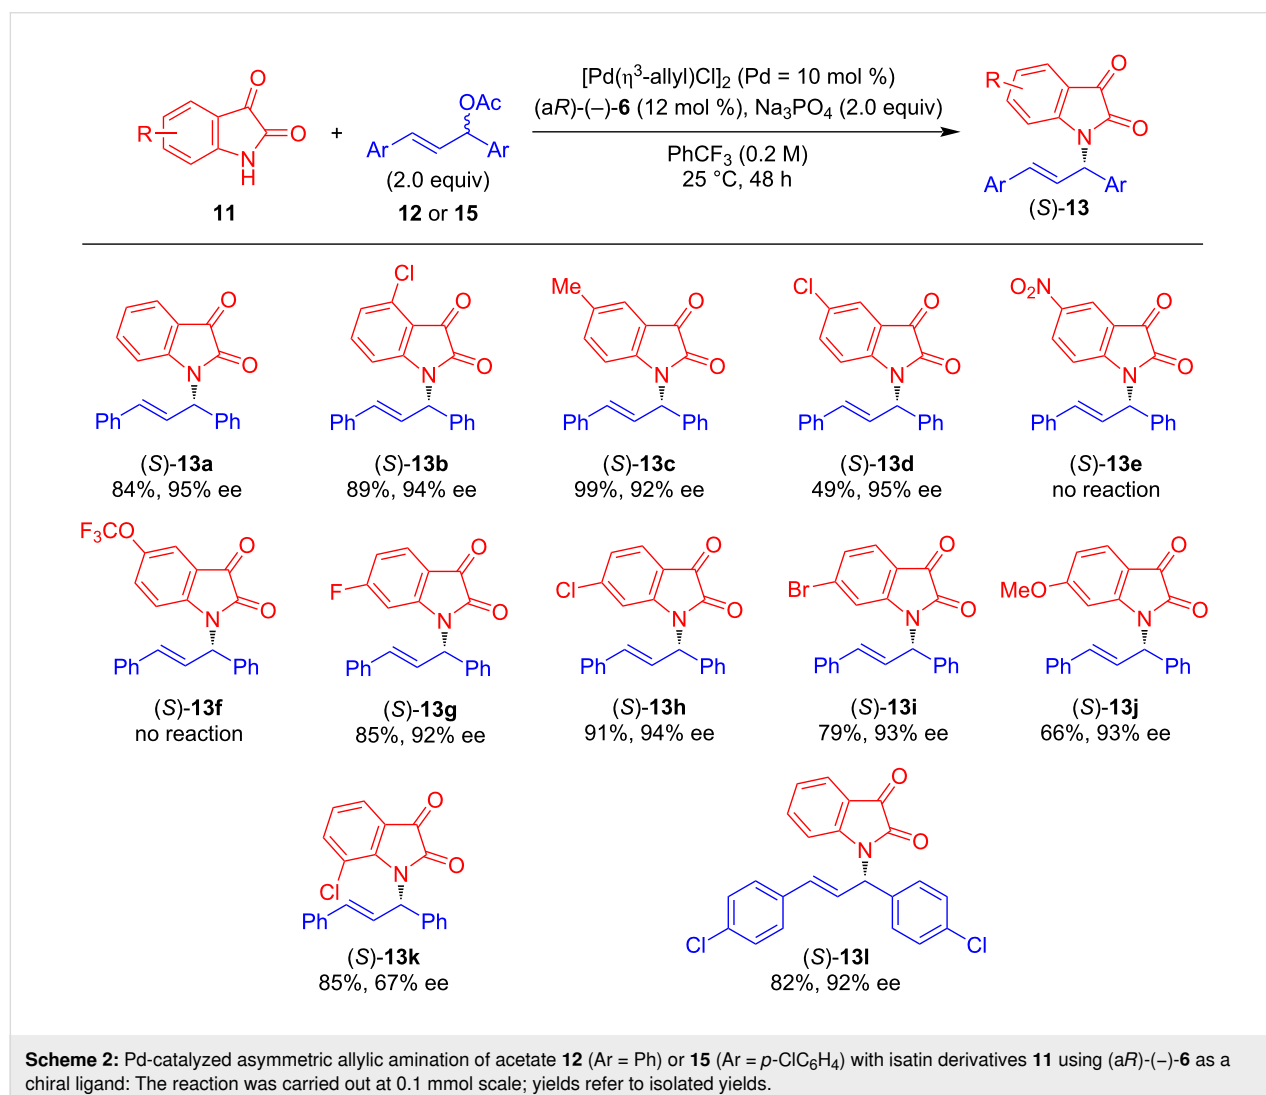 [Pd(η³-allyl)Cl]₂ (Pd = 10 mol %)
(aR)-(−)-6 (12 mol %), Na₃PO₄ (2.0 equiv)
PhCF₃ (0.2 M)
25 °C, 48 h
R
O
O
N
H
11
+
OAc
Ar
Ar
(2.0 equiv)
12 or 15
R
O
O
N
Ar
Ar
(S)-13
O
O
N
Ph
Ph
(S)-13a
84%, 95% ee
Cl
O
O
N
Ph
Ph
(S)-13b
89%, 94% ee
Me
O
O
N
Ph
Ph
(S)-13c
99%, 92% ee
Cl
O
O
N
Ph
Ph
(S)-13d
49%, 95% ee
O₂N
O
O
N
Ph
Ph
(S)-13e
no reaction
F₃CO
O
O
N
Ph
Ph
(S)-13f
no reaction
F
O
O
N
Ph
Ph
(S)-13g
85%, 92% ee
Cl
O
O
N
Ph
Ph
(S)-13h
91%, 94% ee
Br
O
O
N
Ph
Ph
(S)-13i
79%, 93% ee
MeO
O
O
N
Ph
Ph
(S)-13j
66%, 93% ee
O
O
N
Cl
Ph
Ph
(S)-13k
85%, 67% ee
O
O
N
Cl
Cl
(S)-13l
82%, 92% ee
Scheme 2: Pd-catalyzed asymmetric allylic amination of acetate 12 (Ar = Ph) or 15 (Ar = p-ClC₆H₄) with isatin derivatives 11 using (aR)-(−)-6 as a
chiral ligand: The reaction was carried out at 0.1 mmol scale; yields refer to isolated yields.